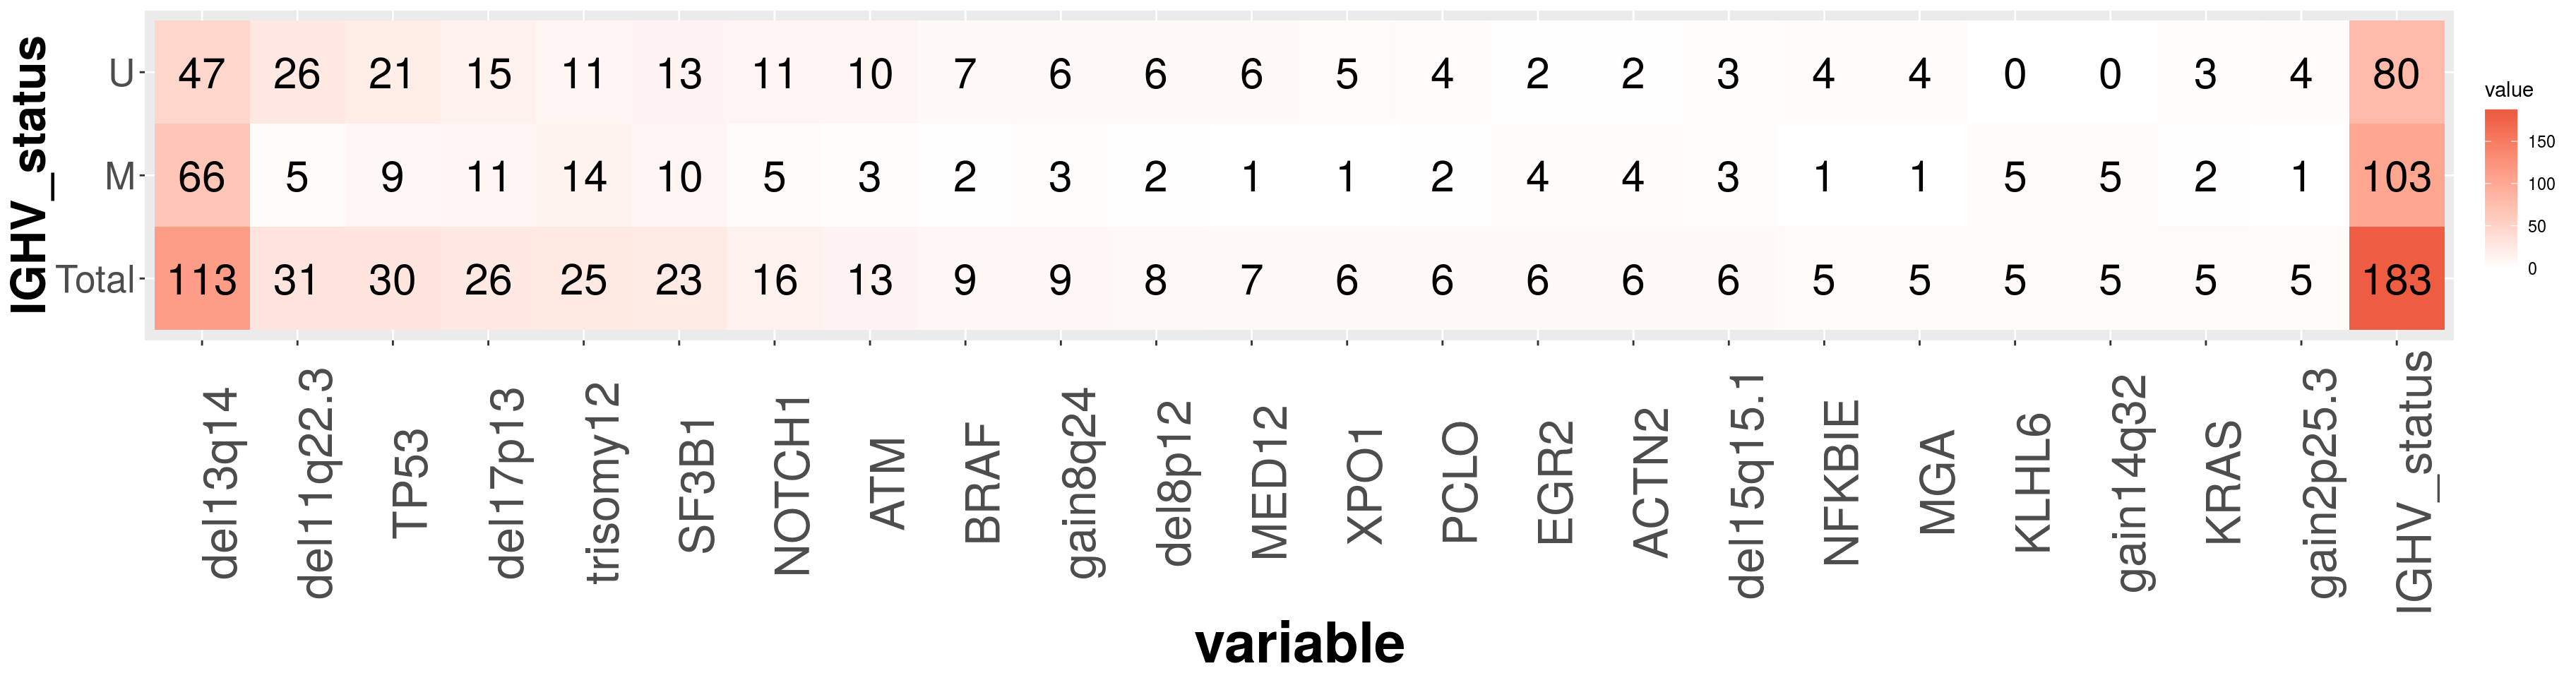 IGHV_status
U 47 26 21 15 11 13 11 10 7 6 6 6 5 4 2 2 3 4 4 0 0 3 4 80
M 66 5 9 11 14 10 5 3 2 3 2 1 1 2 4 4 3 1 1 5 5 2 1 103
Total 113 31 30 26 25 23 16 13 9 9 8 7 6 6 6 6 6 5 5 5 5 5 5 183
del13q14
del11q22.3
TP53
del17p13
trisomy12
SF3B1
NOTCH1
ATM
BRAF
gain8q24
del8p12
MED12
XPO1
PCLO
EGR2
ACTN2
del15q15.1
NFKBIE
MGA
KLHL6
gain14q32
KRAS
gain2p25.3
IGHV_status
variable
value
150
100
50
0